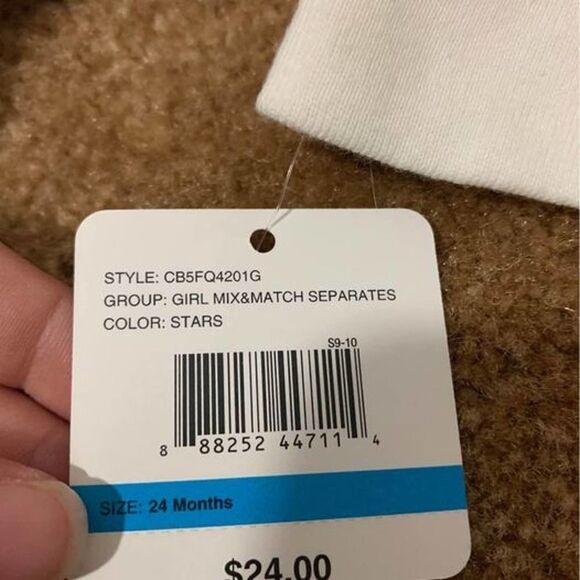 STYLE: CB5FQ4201G
GROUP: GIRL MIX&MATCH SEPARATES
COLOR: STARS
S9-10
8 88252 44711 4
SIZE: 24 Months
$24.00